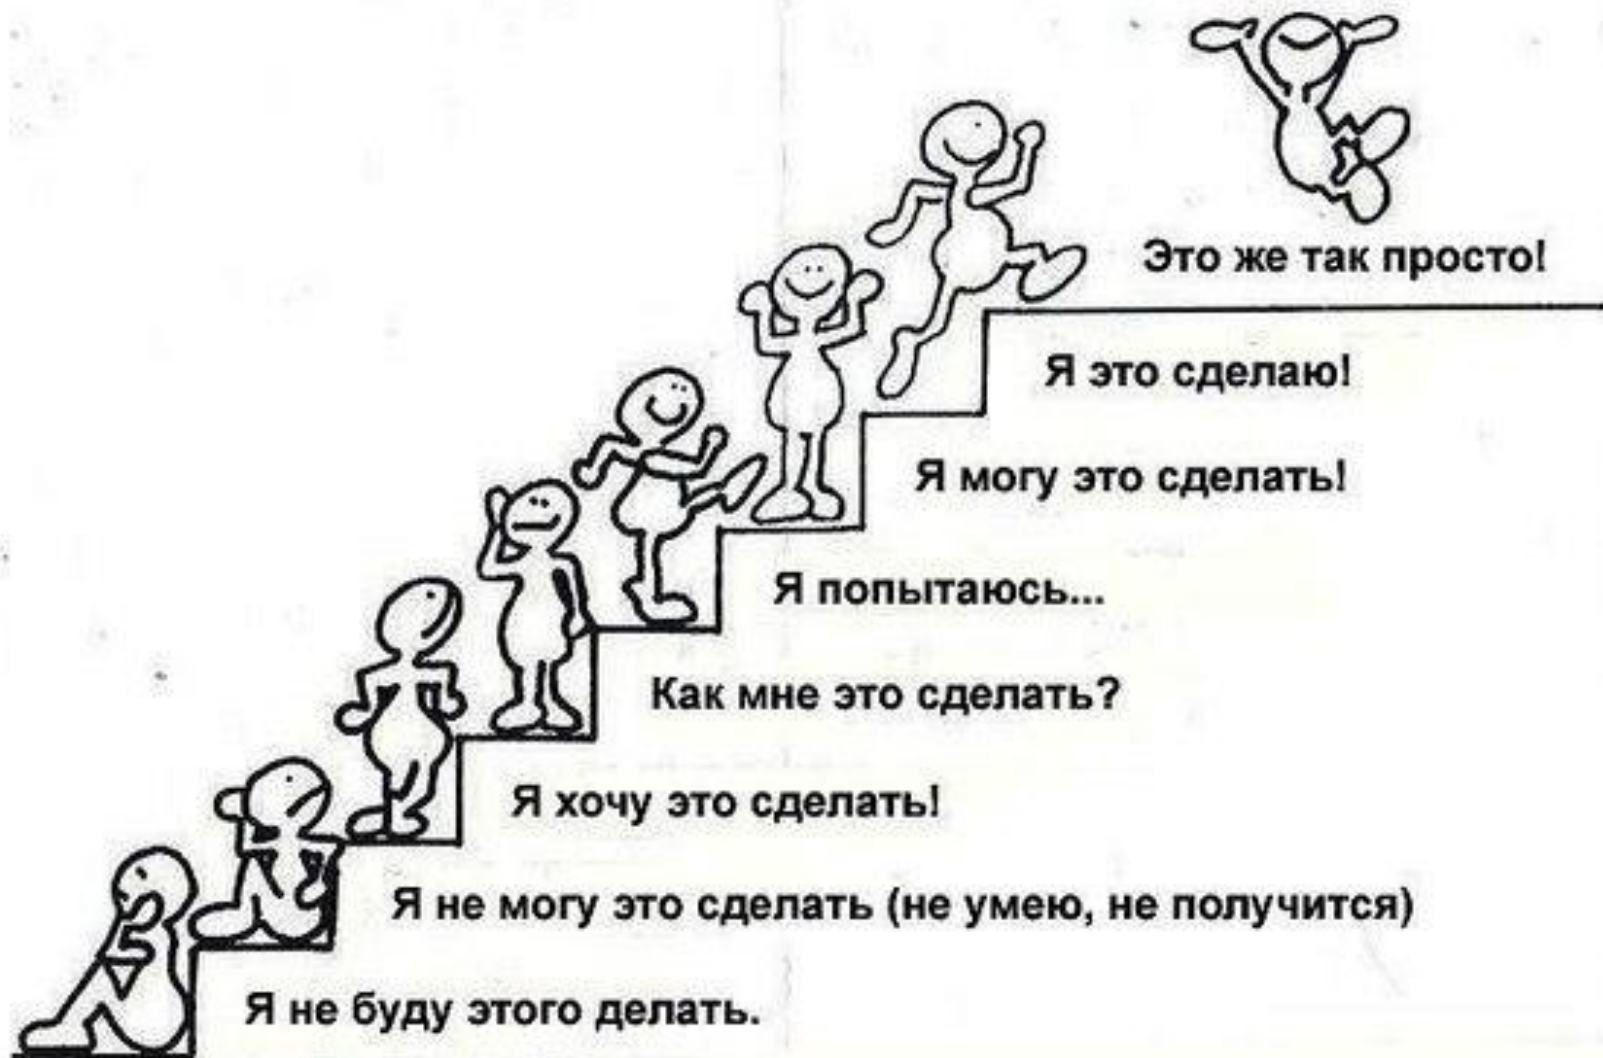 Это же так просто!
Я это сделаю!
Я могу это сделать!
Я попытаюсь...
Как мне это сделать?
Я хочу это сделать!
Я не могу это сделать (не умею, не получится)
Я не буду этого делать.